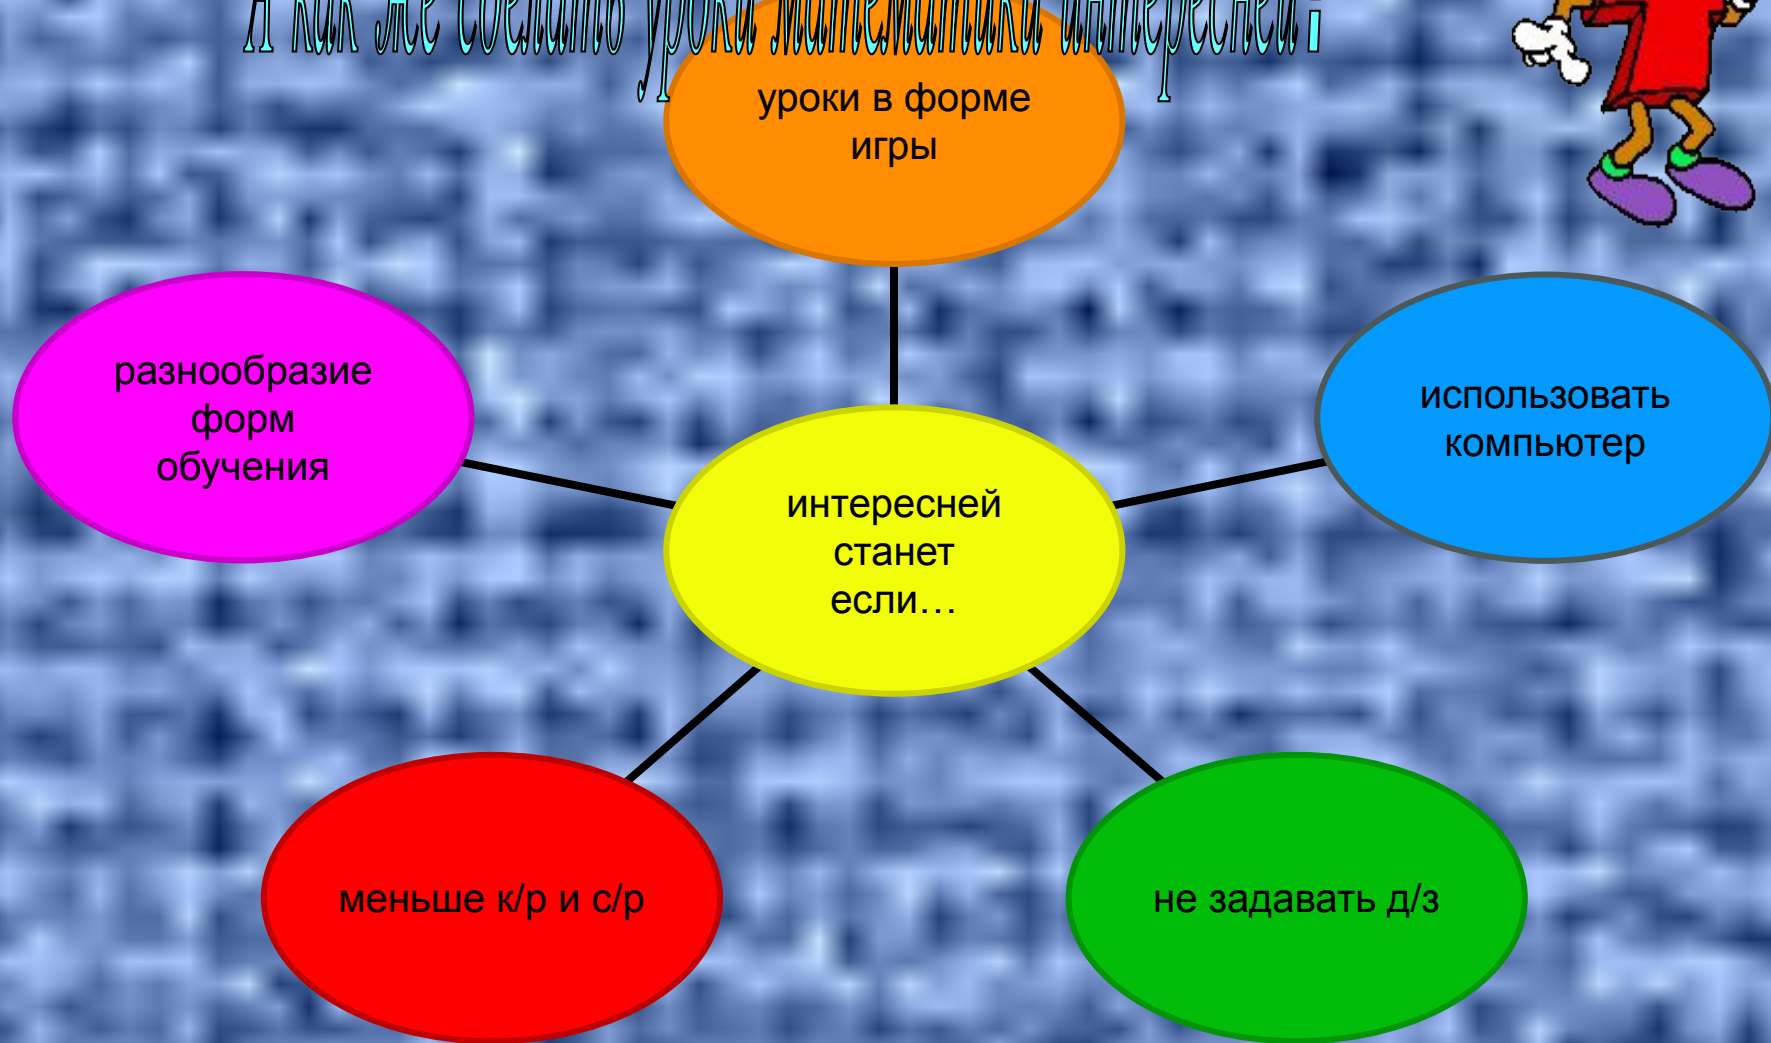 А как же сделать уроки математики интересней?
уроки в форме
игры
разнообразие
форм
обучения
использовать
компьютер
интересней
станет
если…
меньше к/р и с/р
не задавать д/з